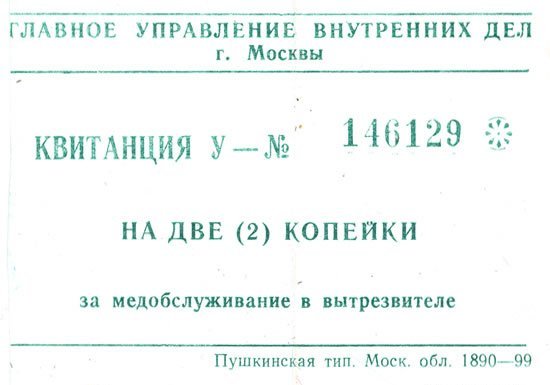 ГЛАВНОЕ УПРАВЛЕНИЕ ВНУТРЕННИХ ДЕЛ
г. Москвы
КВИТАНЦИЯ У — № 146129
НА ДВЕ (2) КОПЕЙКИ
за медобслуживание в вытрезвителе
Пушкинская тип. Моск. обл. 1890—99